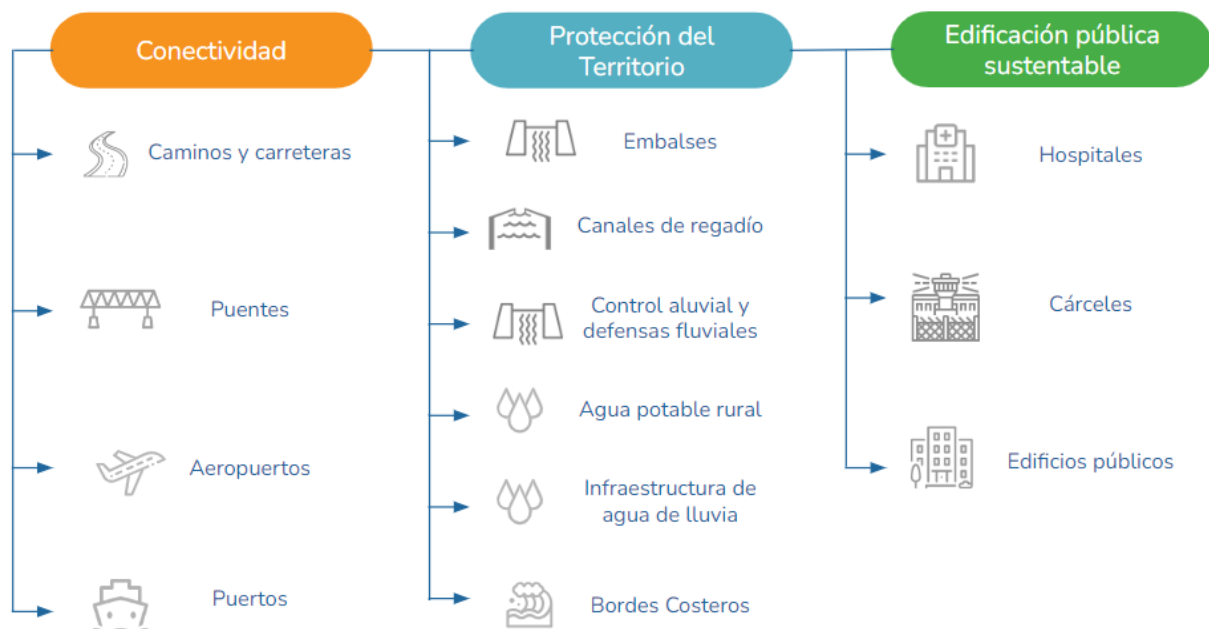 Conectividad
Caminos y carreteras
Puentes
Aeropuertos
Puertos
Protección del
Territorio
Embalses
Canales de regadío
Control aluvial y
defensas fluviales
Agua potable rural
Infraestructura de
agua de lluvia
Bordes Costeros
Edificación pública
sustentable
Hospitales
Cárceles
Edificios públicos